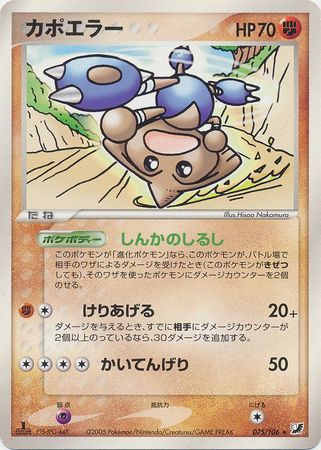 カポエラー HP70
たね
Illus. Hisao Nakamura
ポケボディー しんかのしるし
このポケモンが「進化ポケモン」なら、このポケモンが、バトル場で
相手のワザによるダメージを受けたとき(このポケモンがきぜつし
ても)、そのワザを使ったポケモンにダメージカウンターを2個
のせる。
けりあげる 20+
ダメージを与えるとき、すでに相手にダメージカウンターが
2個以上のっているなら、30ダメージを追加する。
かいてんげり 50
弱点 抵抗力 にげる
©2005 Pokémon/Nintendo/Creatures/GAME FREAK.
075/106 ★